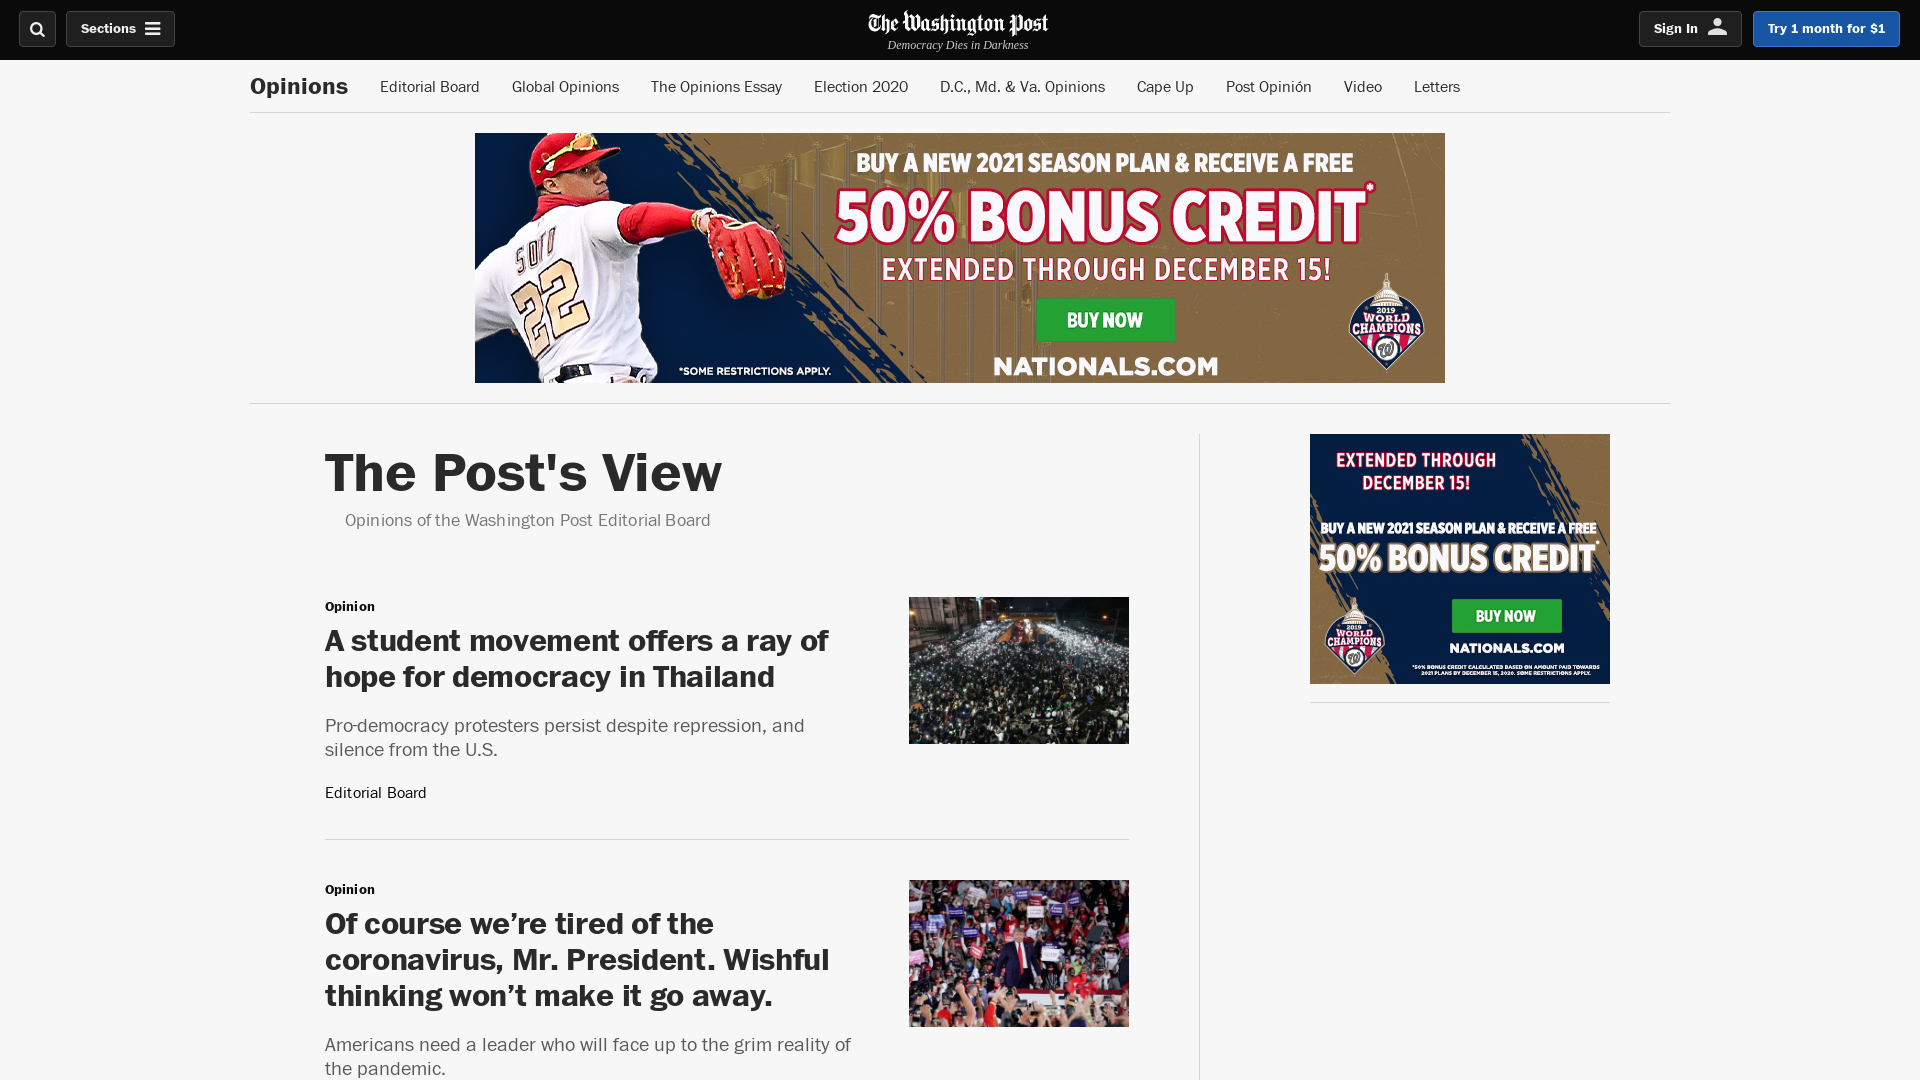 Sections
The Washington Post
Democracy Dies in Darkness
Sign In
Try 1 month for $1
Opinions
Editorial Board
Global Opinions
The Opinions Essay
Election 2020
D.C., Md. & Va. Opinions
Cape Up
Post Opinión
Video
Letters
BUY A NEW 2021 SEASON PLAN & RECEIVE A FREE
50% BONUS CREDIT*
EXTENDED THROUGH DECEMBER 15!
BUY NOW
NATIONALS.COM
*SOME RESTRICTIONS APPLY.
SOTO
22
2019
WORLD
CHAMPIONS
W
The Post's View
Opinions of the Washington Post Editorial Board
Opinion
A student movement offers a ray of
hope for democracy in Thailand
Pro-democracy protesters persist despite repression, and
silence from the U.S.
Editorial Board
Opinion
Of course we’re tired of the
coronavirus, Mr. President. Wishful
thinking won’t make it go away.
Americans need a leader who will face up to the grim reality of
the pandemic.
EXTENDED THROUGH
DECEMBER 15!
BUY A NEW 2021 SEASON PLAN & RECEIVE A FREE
50% BONUS CREDIT*
BUY NOW
NATIONALS.COM
2019
WORLD
CHAMPIONS
W
*50% BONUS CREDIT CALCULATED BASED ON AMOUNT PAID TOWARDS
2021 PLANS BY DECEMBER 15, 2020. SOME RESTRICTIONS APPLY.